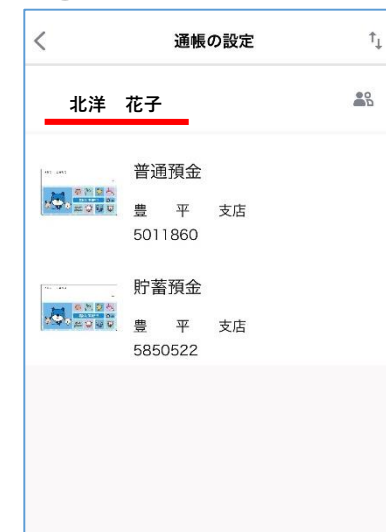 通帳の設定
北洋　花子
普通預金
豊　平　支店
5011860
貯蓄預金
豊　平　支店
5850522